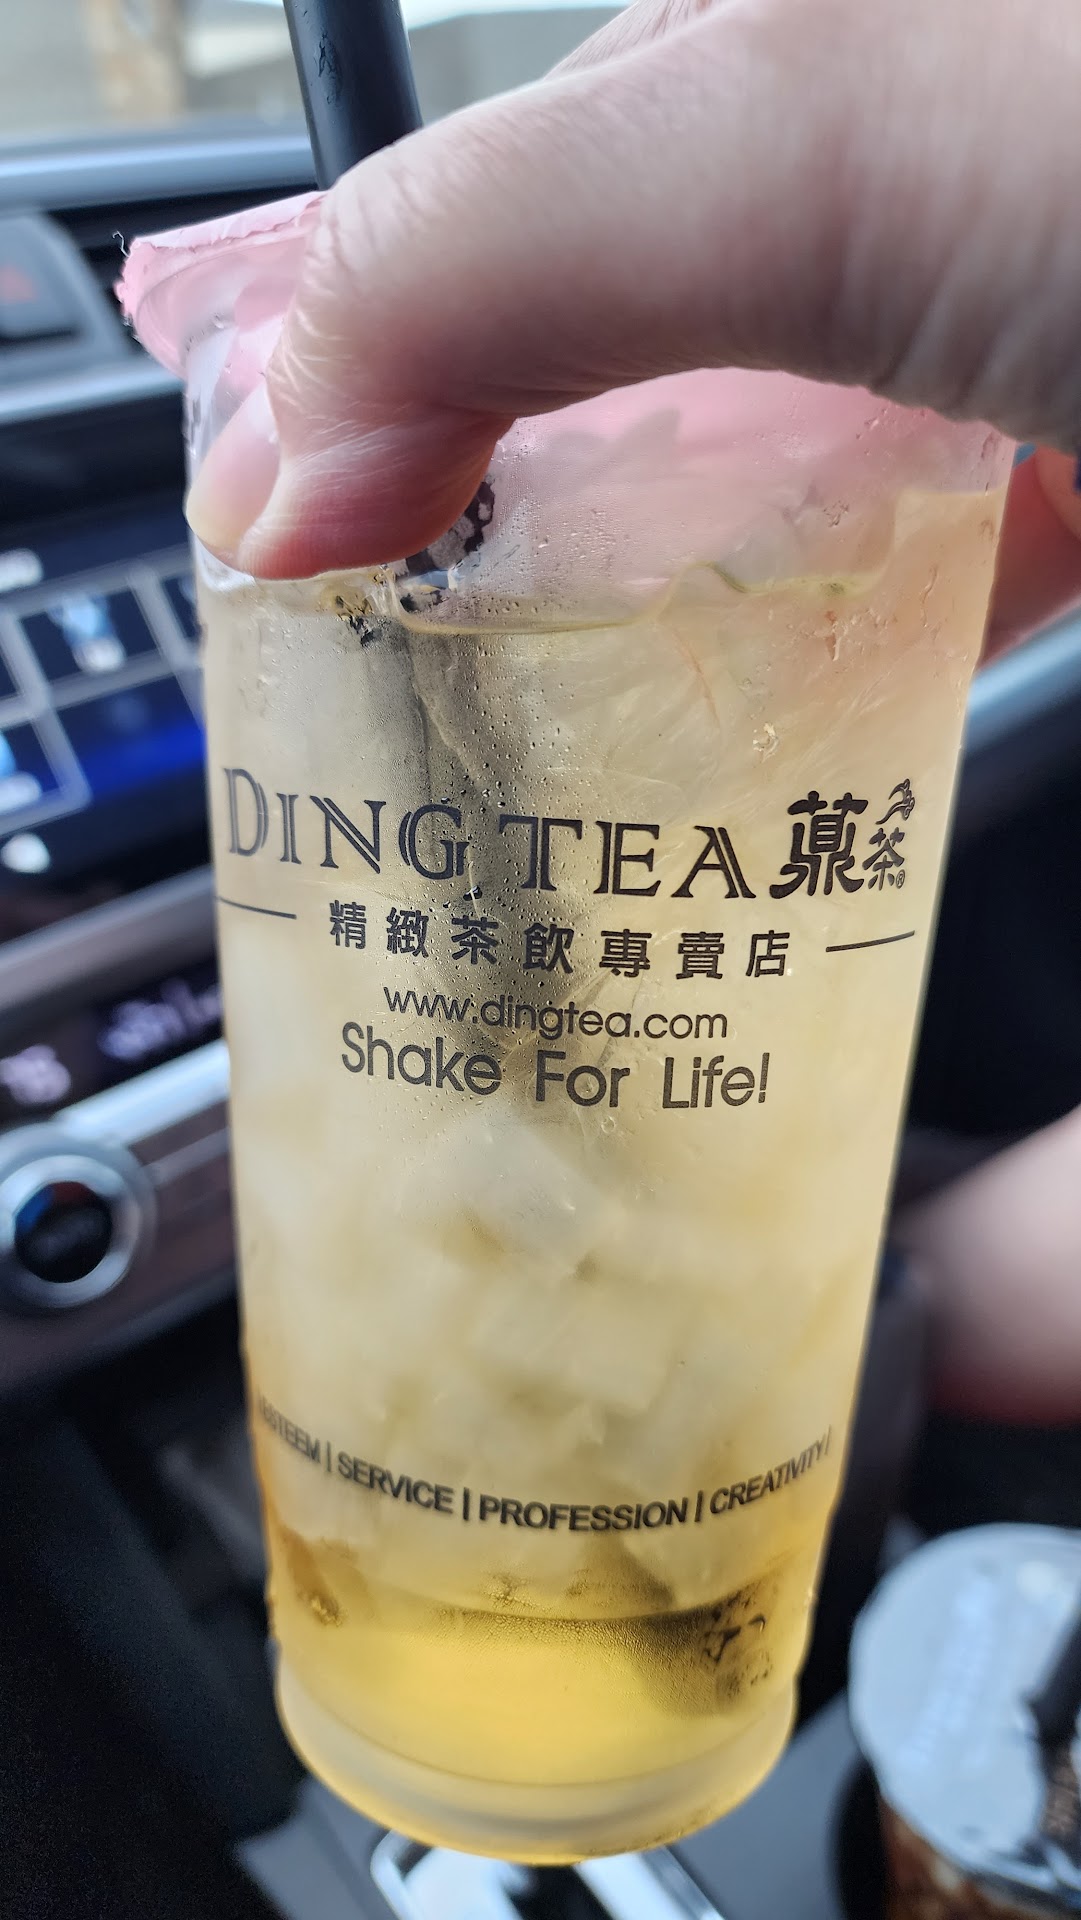 DING TEA 薡茶®
精緻茶飲專賣店
www.dingtea.com
Shake For Life!
ESTEEM | SERVICE | PROFESSION | CREATIVITY |